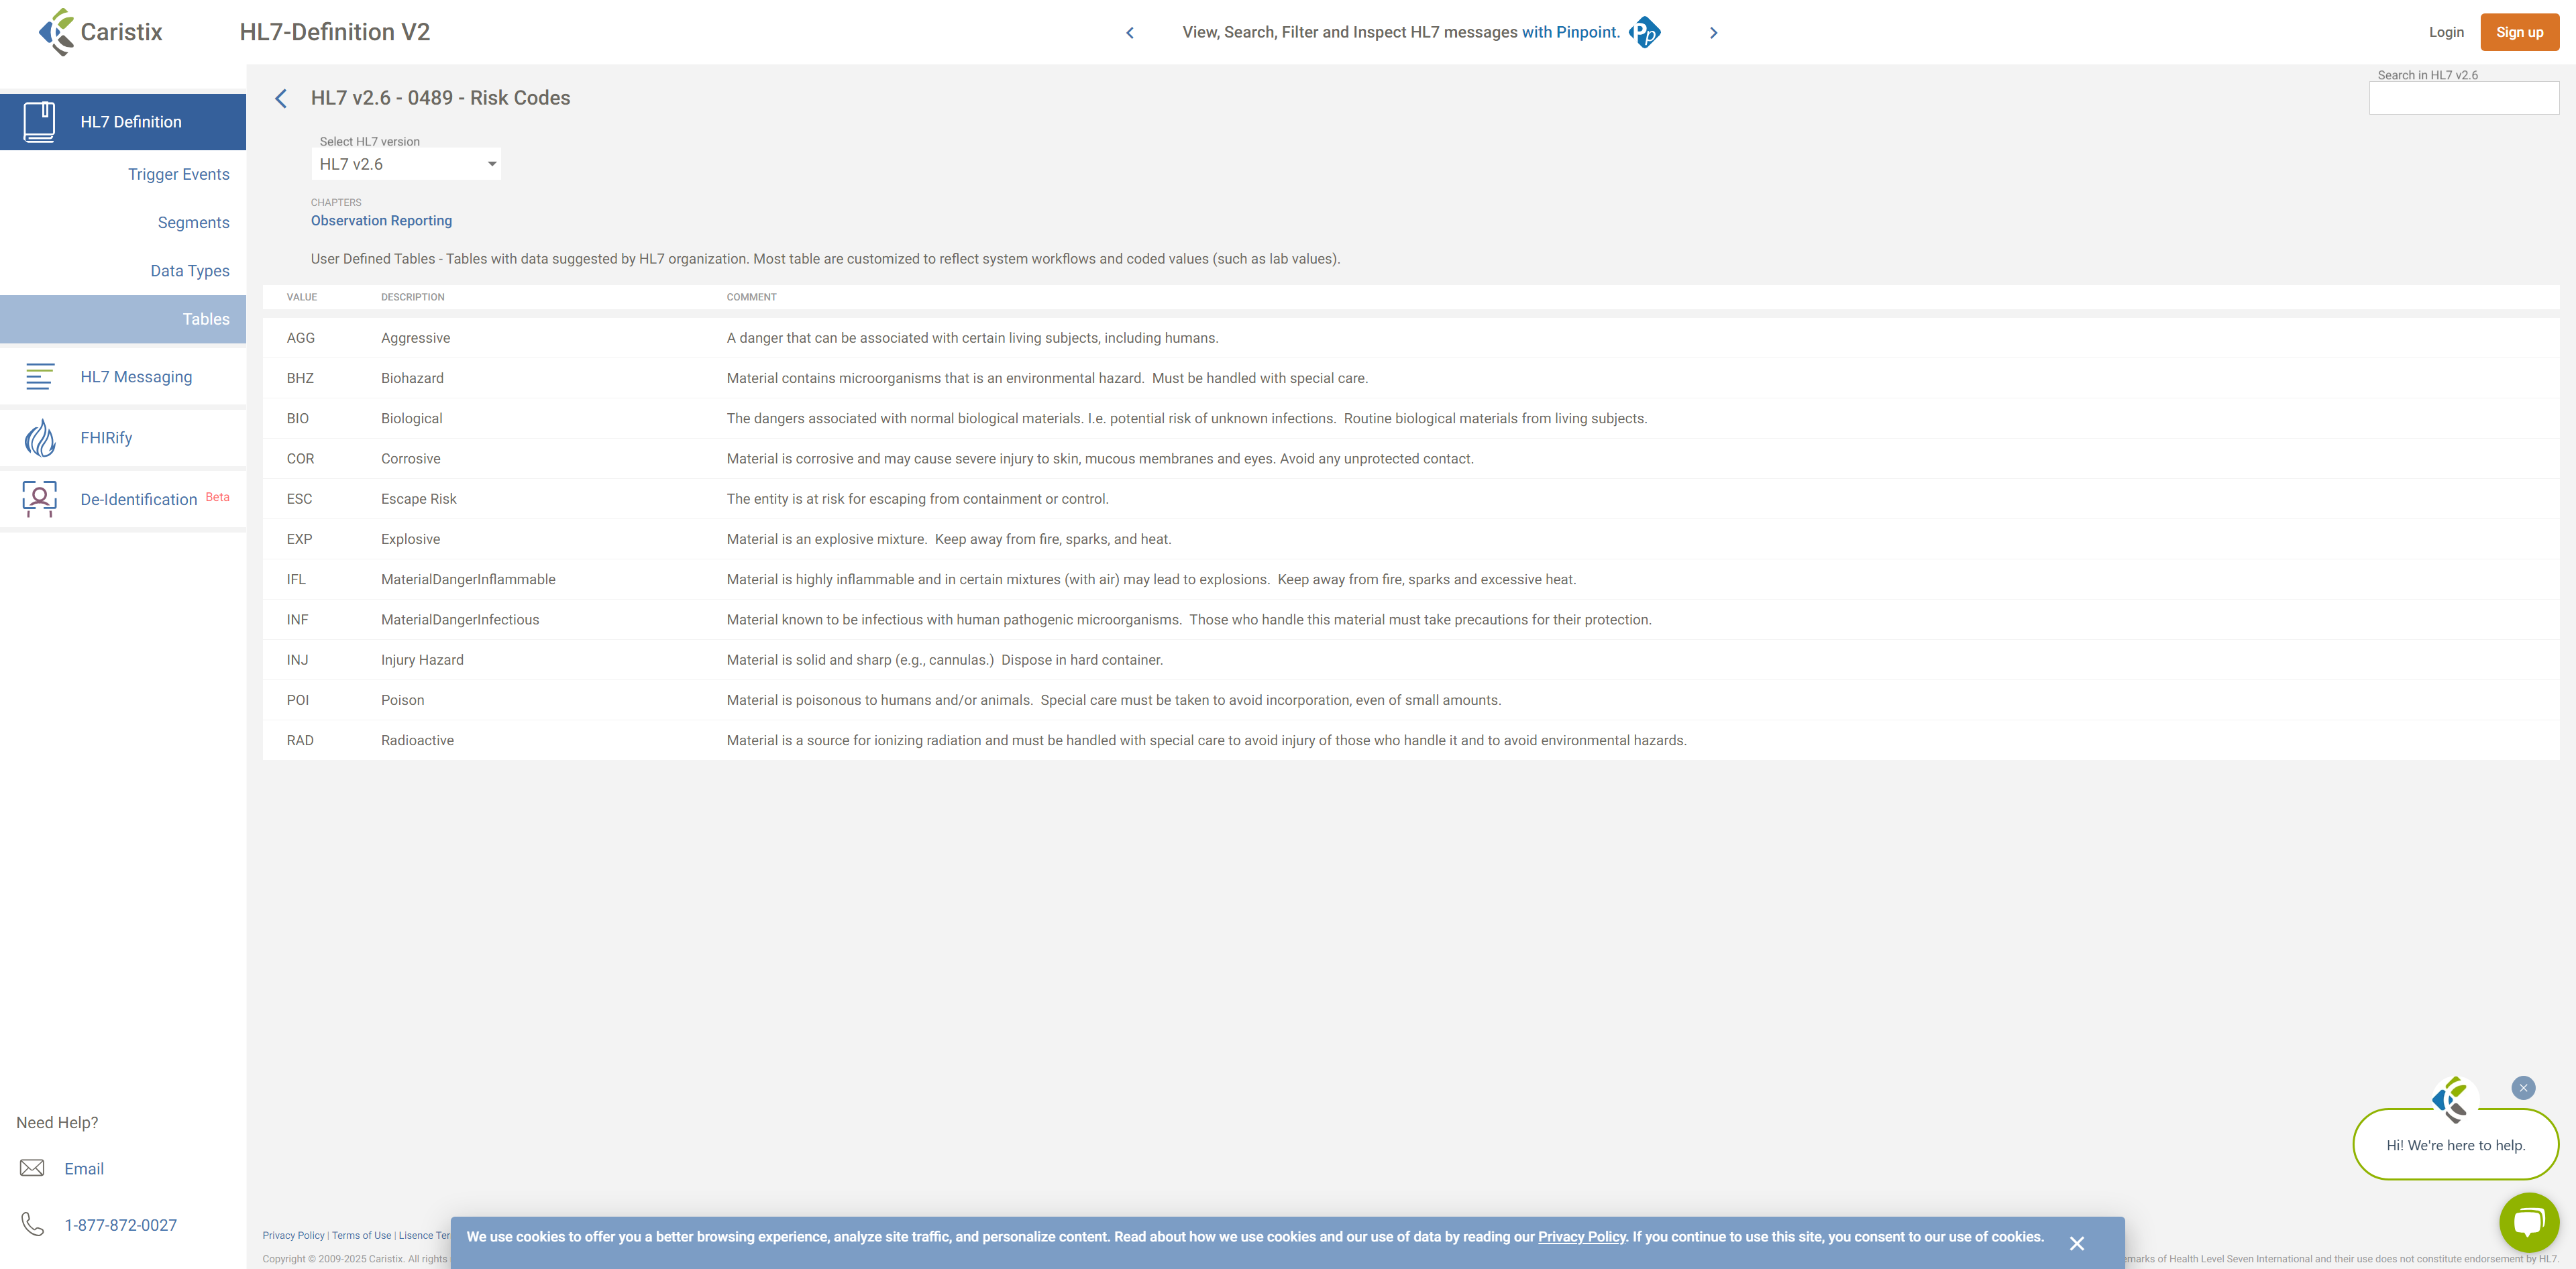 Caristix
HL7-Definition V2
View, Search, Filter and Inspect HL7 messages with Pinpoint.
Pp
Login
Sign up
HL7 Definition
Trigger Events
Segments
Data Types
Tables
HL7 Messaging
FHIRify
De-Identification Beta
Need Help?
Email
1-877-872-0027
HL7 v2.6 - 0489 - Risk Codes
Search in HL7 v2.6
Select HL7 version
HL7 v2.6
CHAPTERS
Observation Reporting
User Defined Tables - Tables with data suggested by HL7 organization. Most table are customized to reflect system workflows and coded values (such as lab values).
VALUE DESCRIPTION COMMENT
AGG Aggressive A danger that can be associated with certain living subjects, including humans.
BHZ Biohazard Material contains microorganisms that is an environmental hazard. Must be handled with special care.
BIO Biological The dangers associated with normal biological materials. I.e. potential risk of unknown infections. Routine biological materials from living subjects.
COR Corrosive Material is corrosive and may cause severe injury to skin, mucous membranes and eyes. Avoid any unprotected contact.
ESC Escape Risk The entity is at risk for escaping from containment or control.
EXP Explosive Material is an explosive mixture. Keep away from fire, sparks, and heat.
IFL MaterialDangerInflammable Material is highly inflammable and in certain mixtures (with air) may lead to explosions. Keep away from fire, sparks and excessive heat.
INF MaterialDangerInfectious Material known to be infectious with human pathogenic microorganisms. Those who handle this material must take precautions for their protection.
INJ Injury Hazard Material is solid and sharp (e.g., cannulas.) Dispose in hard container.
POI Poison Material is poisonous to humans and/or animals. Special care must be taken to avoid incorporation, even of small amounts.
RAD Radioactive Material is a source for ionizing radiation and must be handled with special care to avoid injury of those who handle it and to avoid environmental hazards.
Hi! We're here to help.
Privacy Policy | Terms of Use | Lisence Ter
We use cookies to offer you a better browsing experience, analyze site traffic, and personalize content. Read about how we use cookies and our use of data by reading our Privacy Policy. If you continue to use this site, you consent to our use of cookies.
Copyright © 2009-2025 Caristix. All rights
emarks of Health Level Seven International and their use does not constitute endorsement by HL7.